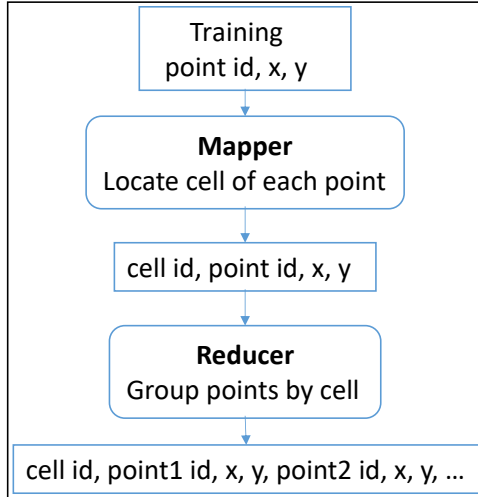 Training
point id, x, y
Mapper
Locate cell of each point
cell id, point id, x, y
Reducer
Group points by cell
cell id, point1 id, x, y, point2 id, x, y, ...